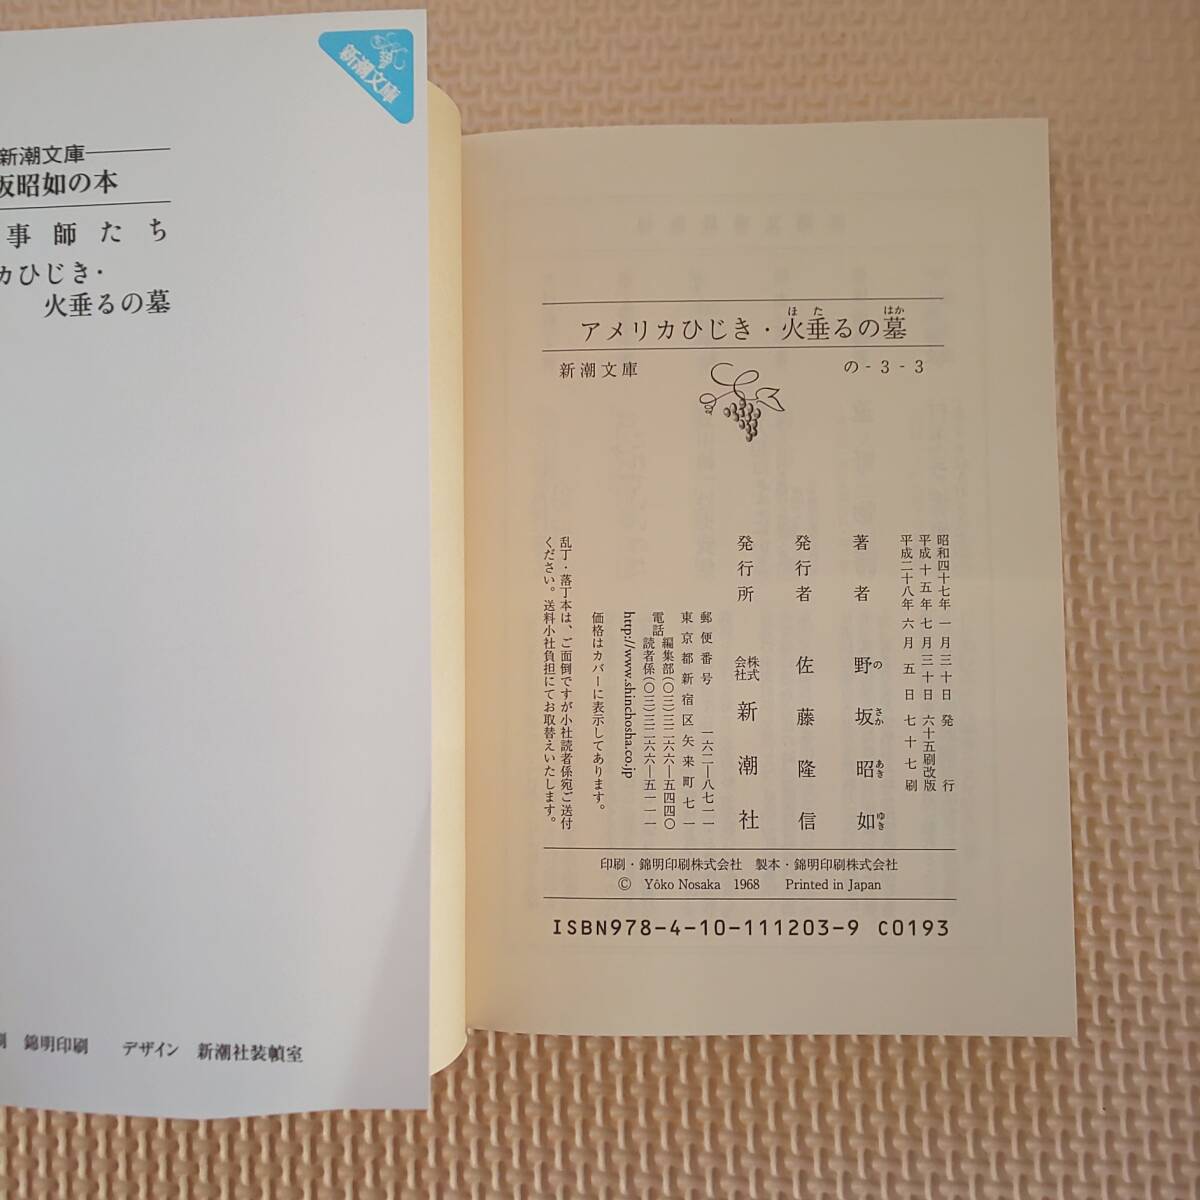 新潮文庫
新潮文庫
坂昭如の本
事師たち
カひじき・
火垂るの墓
錦明印刷 デザイン 新潮社装幀室
アメリカひじき・火垂るの墓
ほた
はか
新潮文庫 の-3-3
昭和四十七年 一月三十日 発行
平成十五年七月三十日 六十五刷改版
平成二十八年 六月 五日 七十七刷
著者 野坂昭如
の さか あき ゆき
発行者 佐藤隆信
発行所 株式会社 新潮社
郵便番号 一六二―八七一一
東京都新宿区矢来町七一
電話 編集部(〇三)三二六六―五四四〇
読者係(〇三)三二六六―五一一一
http://www.shinchosha.co.jp
価格はカバーに表示してあります。
乱丁・落丁本は、ご面倒ですが小社読者係宛ご送付
ください。送料小社負担にてお取替えいたします。
印刷・錦明印刷株式会社 製本・錦明印刷株式会社
© Yôko Nosaka 1968 Printed in Japan
ISBN978-4-10-111203-9 C0193